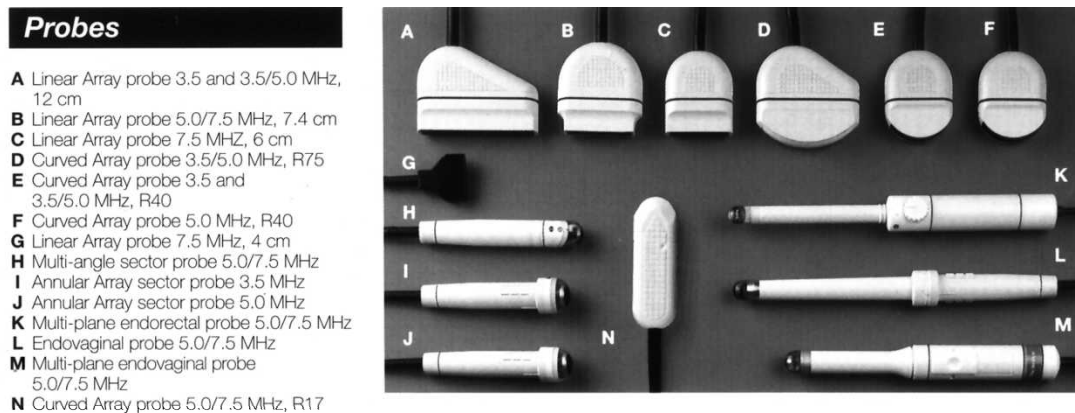 Probes
A Linear Array probe 3.5 and 3.5/5.0 MHz,
12 cm
B Linear Array probe 5.0/7.5 MHz, 7.4 cm
C Linear Array probe 7.5 MHZ, 6 cm
D Curved Array probe 3.5/5.0 MHz, R75
E Curved Array probe 3.5 and
3.5/5.0 MHz, R40
F Curved Array probe 5.0 MHz, R40
G Linear Array probe 7.5 MHz, 4 cm
H Multi-angle sector probe 5.0/7.5 MHz
I Annular Array sector probe 3.5 MHz
J Annular Array sector probe 5.0 MHz
K Multi-plane endorectal probe 5.0/7.5 MHz
L Endovaginal probe 5.0/7.5 MHz
M Multi-plane endovaginal probe
5.0/7.5 MHz
N Curved Array probe 5.0/7.5 MHz, R17
A B C D E F
G K
H
I L
J N M